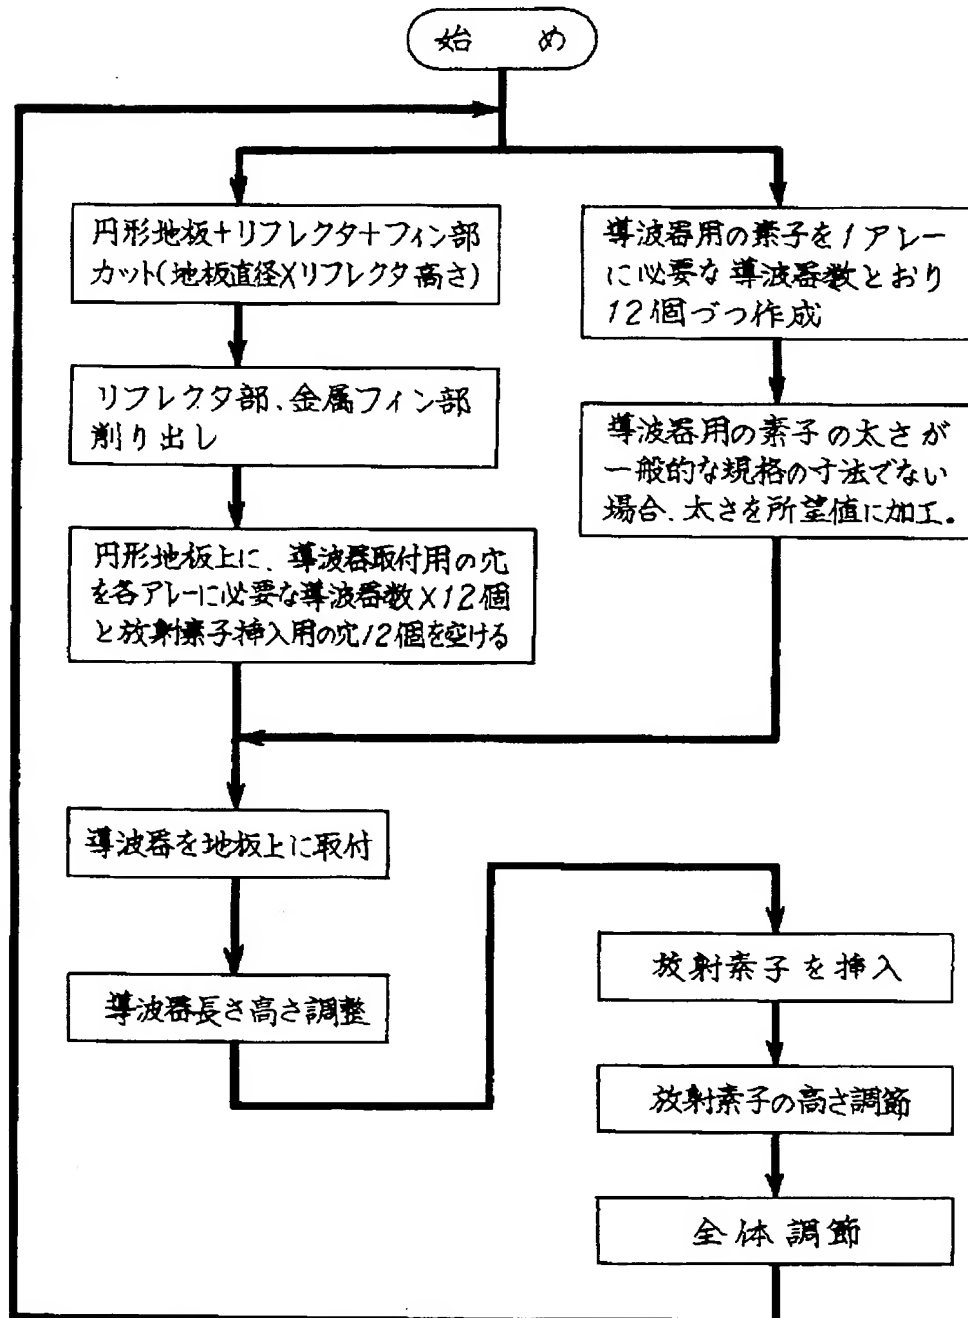 始 め
円形地板+リフレクタ+フィン部
カット(地板直径×リフレクタ高さ)
リフレクタ部、金属フィン部
削り出し
円形地板上に、導波器取付用の穴
を各アレーに必要な導波器数×12個
と放射素子挿入用の穴12個を空ける
導波器用の素子を1アレー
に必要な導波器数とおり
12個づつ作成
導波器用の素子の太さが
一般的な規格の寸法でない
場合、太さを所望値に加工。
導波器を地板上に取付
導波器長さ高さ調整
放射素子を挿入
放射素子の高さ調節
全体調節